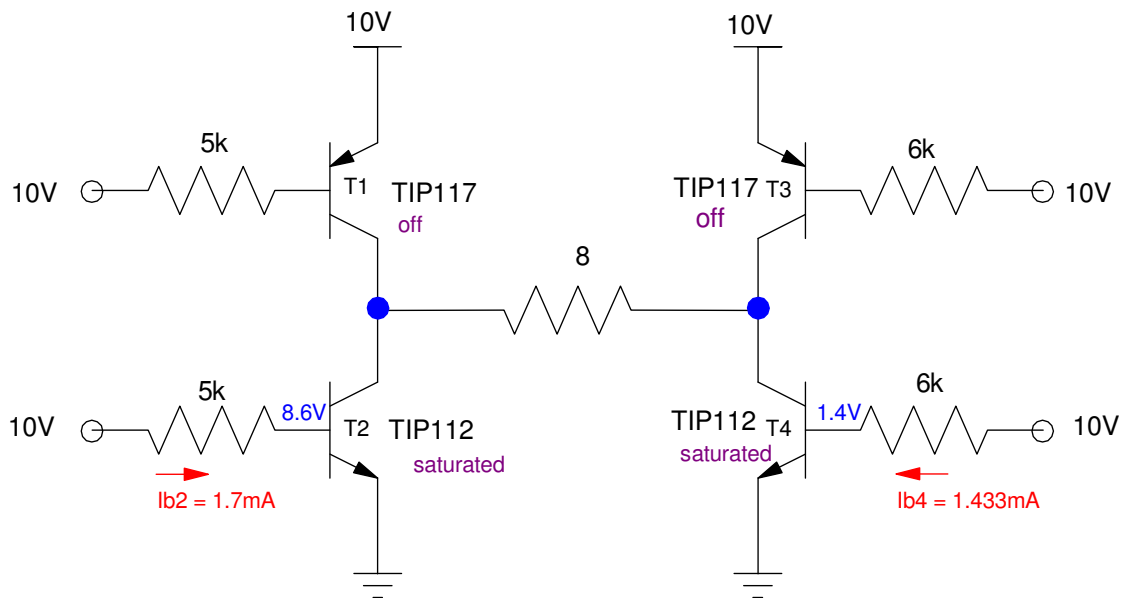 10V
10V
5k
6k
10V
T1
TIP117
off
TIP117
T3
off
10V
8
5k
6k
10V
8.6V
T2
TIP112
saturated
TIP112
T4
saturated
1.4V
10V
Ib2 = 1.7mA
Ib4 = 1.433mA